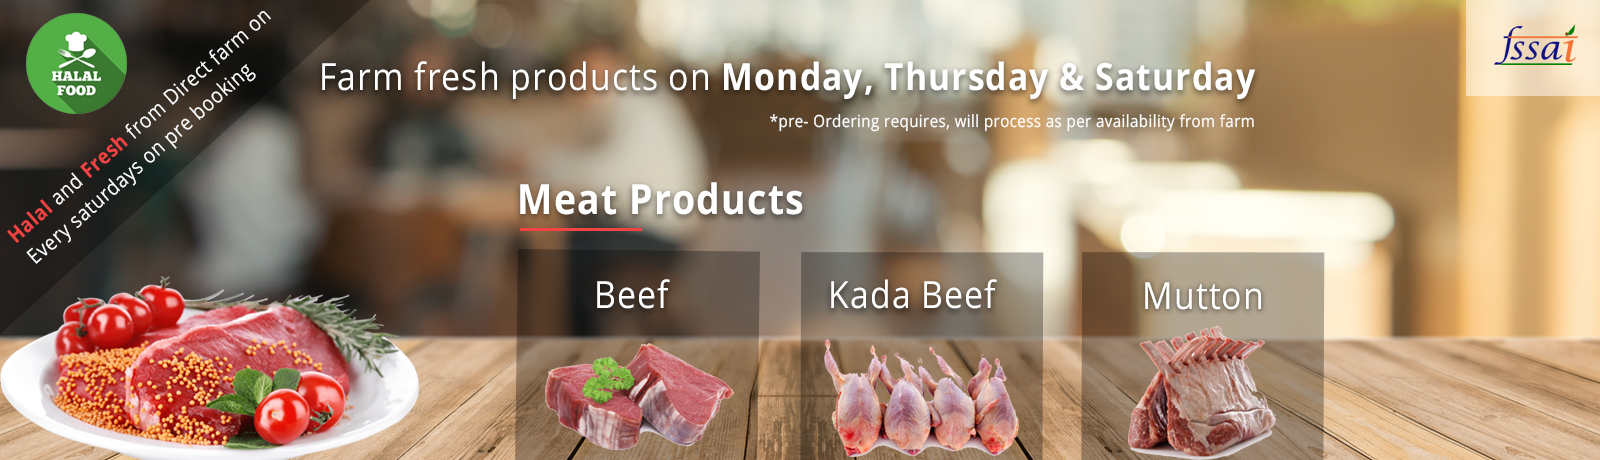 HALAL
FOOD
Halal and Fresh from Direct farm on
Every saturdays on pre booking
Farm fresh products on Monday, Thursday & Saturday
*pre- Ordering requires, will process as per availability from farm
fssai
Meat Products
Beef
Kada Beef
Mutton